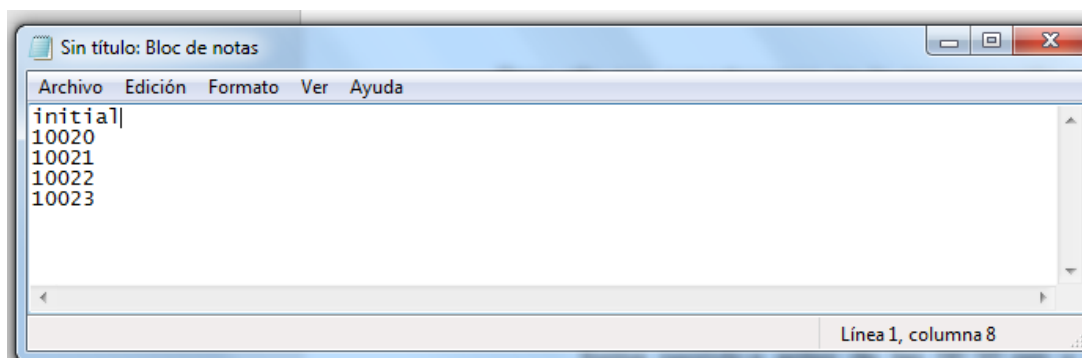 Sin título: Bloc de notas
Archivo Edición Formato Ver Ayuda
initial
10020
10021
10022
10023
Línea 1, columna 8